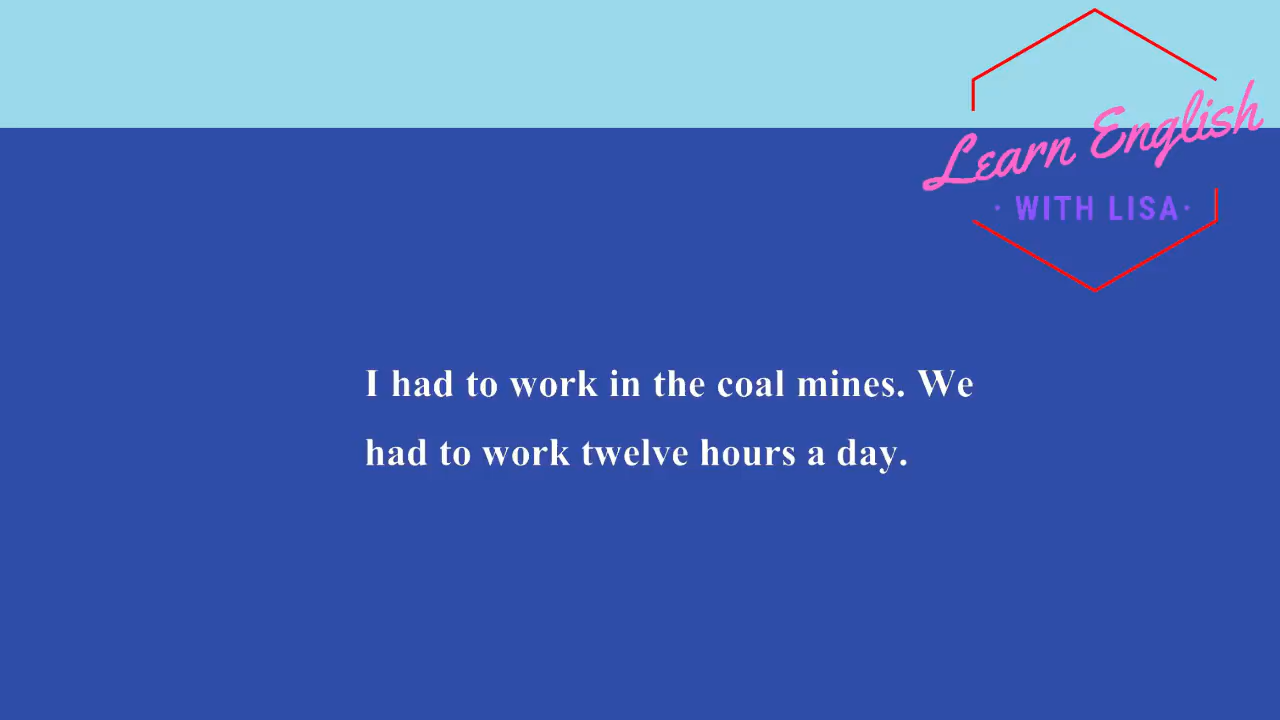 Learn English
· WITH LISA ·
I had to work in the coal mines. We
had to work twelve hours a day.